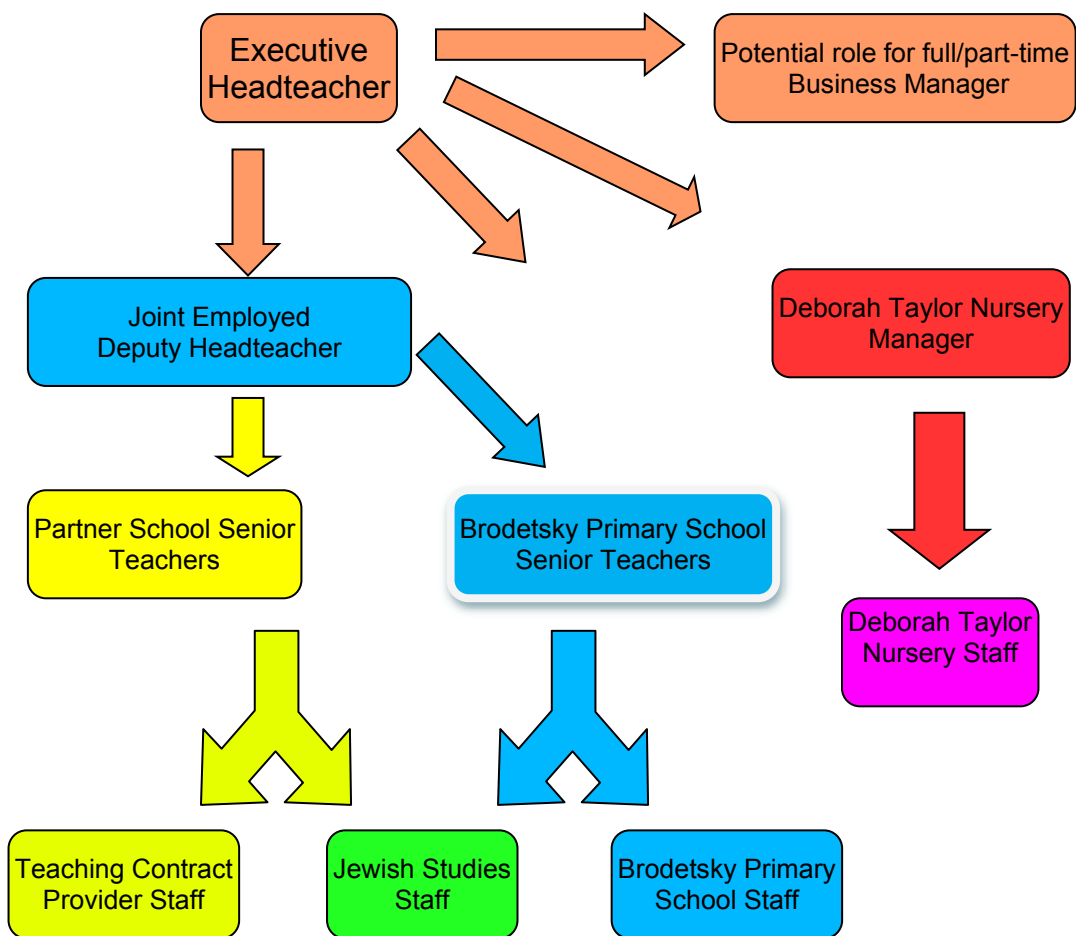 Executive
Headteacher
Potential role for full/part-time
Business Manager
Joint Employed
Deputy Headteacher
Deborah Taylor Nursery
Manager
Partner School Senior
Teachers
Brodetsky Primary School
Senior Teachers
Deborah Taylor
Nursery Staff
Teaching Contract
Provider Staff
Jewish Studies
Staff
Brodetsky Primary
School Staff